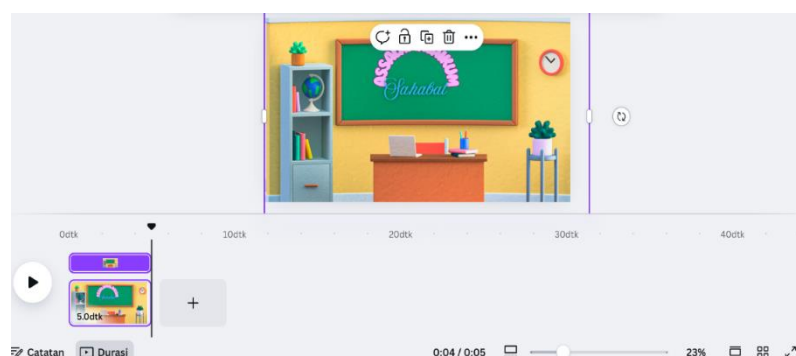 ASSALAMUALAIKUM
Sahabat
0dtk 10dtk 20dtk 30dtk 40dtk
5.0dtk
Catatan Durasi 0:04 / 0:05 23%